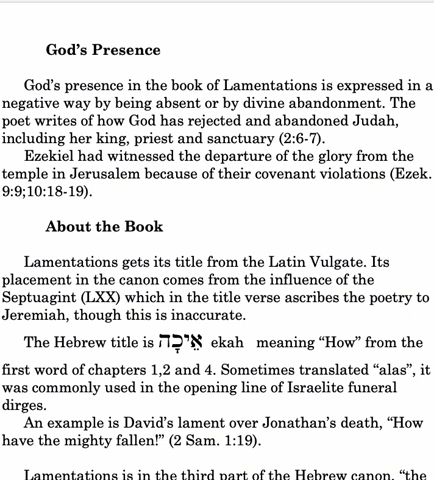 God's Presence
God's presence in the book of Lamentations is expressed in a
negative way by being absent or by divine abandonment. The
poet writes of how God has rejected and abandoned Judah,
including her king, priest and sanctuary (2:6-7).
Ezekiel had witnessed the departure of the glory from the
temple in Jerusalem because of their covenant violations (Ezek.
9:9;10:18-19).
About the Book
Lamentations gets its title from the Latin Vulgate. Its
placement in the canon comes from the influence of the
Septuagint (LXX) which in the title verse ascribes the poetry to
Jeremiah, though this is inaccurate.
The Hebrew title is אֵיכָה ekah meaning “How” from the
first word of chapters 1,2 and 4. Sometimes translated “alas”, it
was commonly used in the opening line of Israelite funeral
dirges.
An example is David's lament over Jonathan's death, “How
have the mighty fallen!” (2 Sam. 1:19).
Lamentations is in the third part of the Hebrew canon, “the